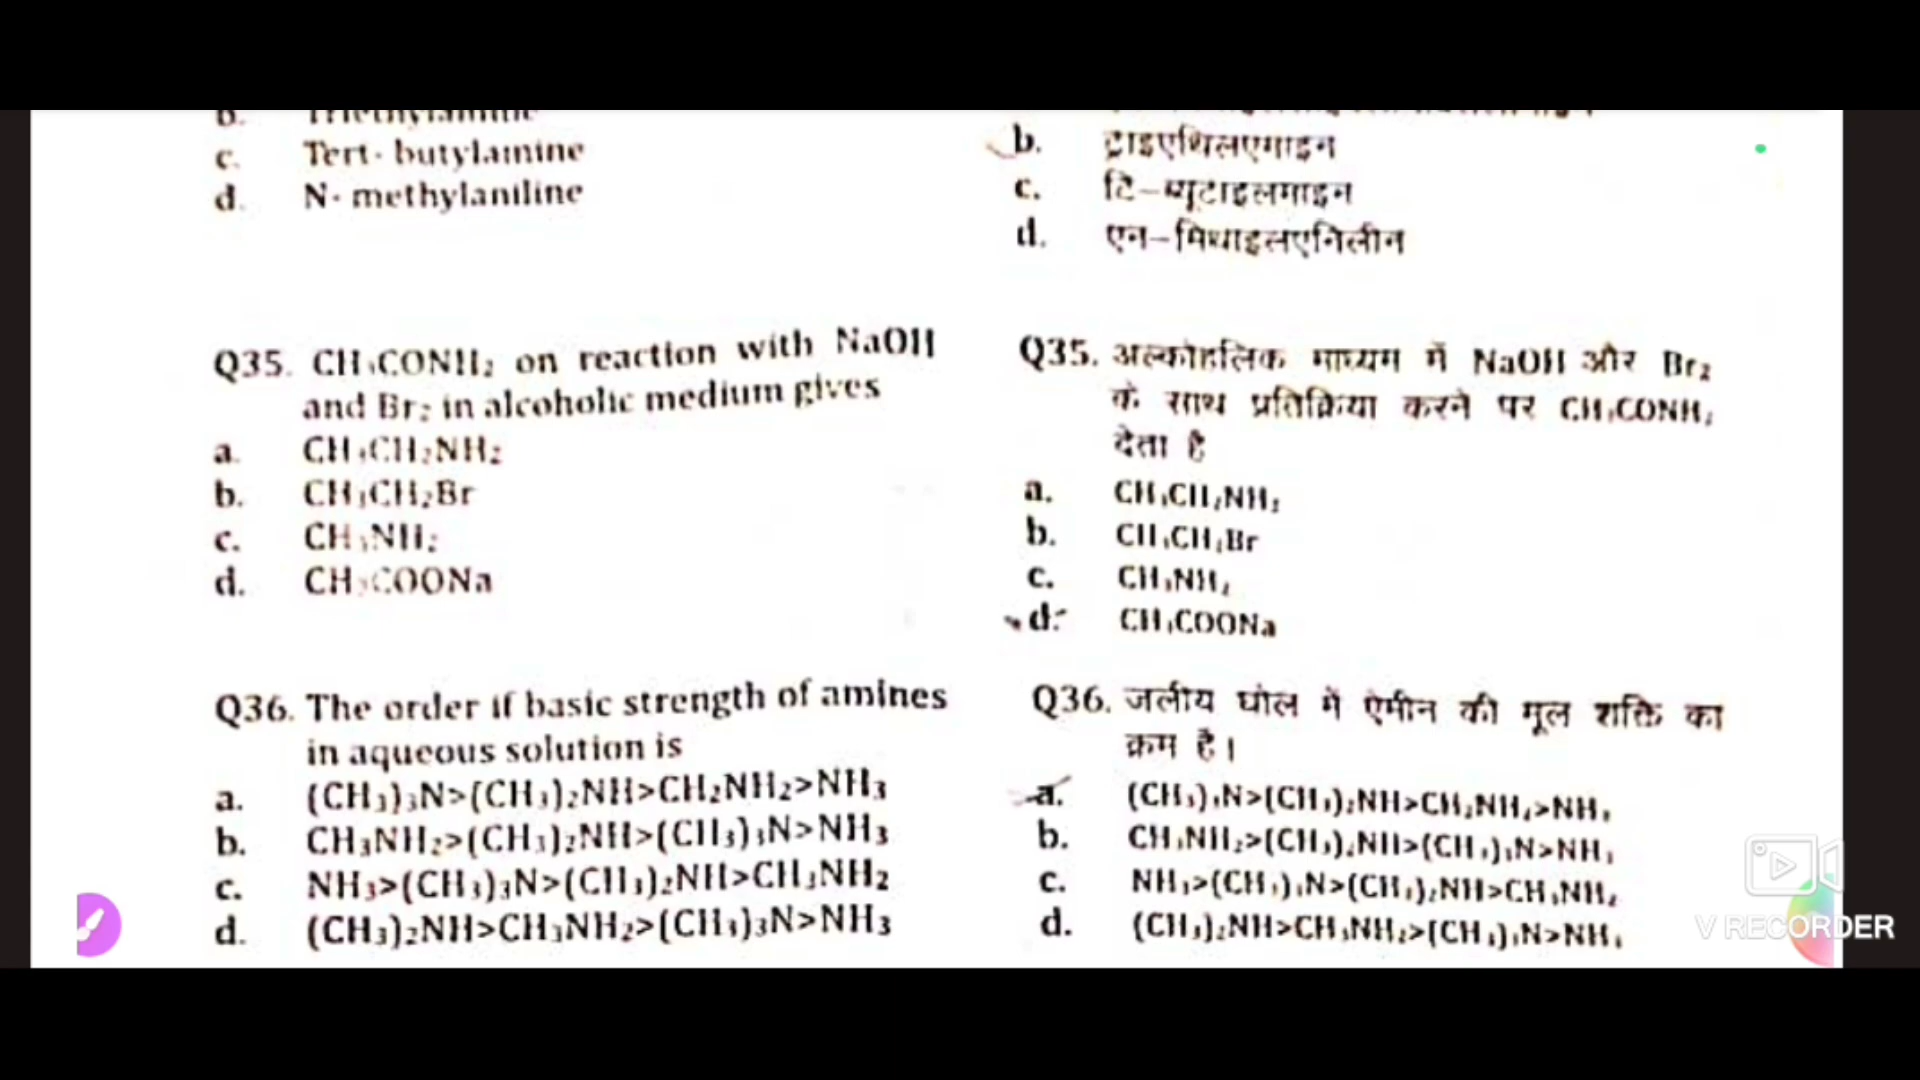 c. Tert- butylamine
d. N- methylaniline
Q35. CH₃CONH₂ on reaction with NaOH
and Br₂ in alcoholic medium gives
a. CH₃CH₂NH₂
b. CH₃CH₂Br
c. CH₃NH₂
d. CH₃COONa
Q36. The order if basic strength of amines
in aqueous solution is
a. (CH₃)₃N>(CH₃)₂NH>CH₂NH₂>NH₃
b. CH₃NH₂>(CH₃)₂NH>(CH₃)₃N>NH₃
c. NH₃>(CH₃)₃N>(CH₃)₂NH>CH₃NH₂
d. (CH₃)₂NH>CH₃NH₂>(CH₃)₃N>NH₃
b. ट्राइएथिलएमाइन
c. टि–ब्यूटाइलमाइन
d. एन–मिथाइलएनिलीन
Q35. अल्कोहलिक माध्यम में NaOH और Br₂
के साथ प्रतिक्रिया करने पर CH₃CONH₂
देता है
a. CH₃CH₂NH₂
b. CH₃CH₂Br
c. CH₃NH₂
d. CH₃COONa
Q36. जलीय घोल में ऐमीन की मूल शक्ति का
क्रम है।
a. (CH₃)₃N>(CH₃)₂NH>CH₃NH₂>NH₃
b. CH₃NH₂>(CH₃)₂NH>(CH₃)₃N>NH₃
c. NH₃>(CH₃)₃N>(CH₃)₂NH>CH₃NH₂
d. (CH₃)₂NH>CH₃NH₂>(CH₃)₃N>NH₃
V RECORDER